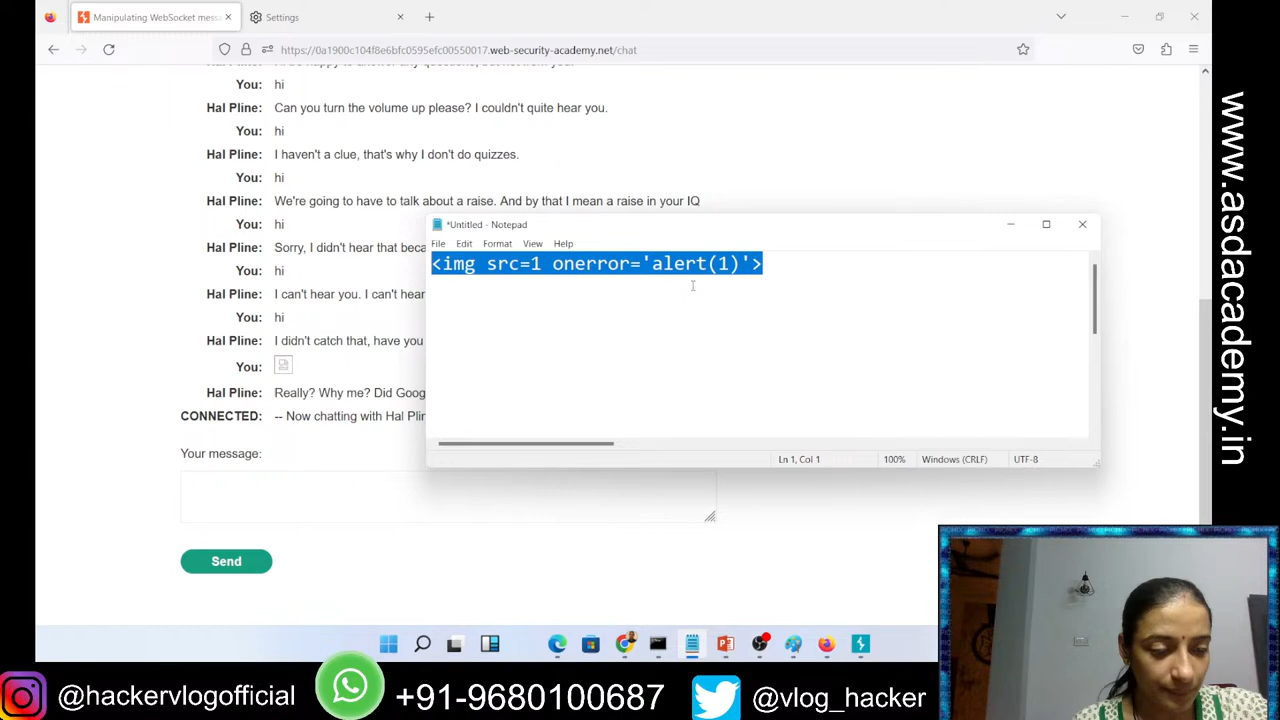 Manipulating WebSocket messa
Settings
https://0a1900c104f8e6bfc0595efc00550017.web-security-academy.net/chat
You: hi
Hal Pline: Can you turn the volume up please? I couldn't quite hear you.
You: hi
Hal Pline: I haven't a clue, that's why I don't do quizzes.
You: hi
Hal Pline: We're going to have to talk about a raise. And by that I mean a raise in your IQ
You: hi
Hal Pline: Sorry, I didn't hear that beca
Hal Pline: I can't hear you. I can't hear
You: hi
Hal Pline: I didn't catch that, have you
You:
Hal Pline: Really? Why me? Did Goog
CONNECTED: -- Now chatting with Hal Plin
Your message:
Send
*Untitled - Notepad
File Edit Format View Help
<img src=1 onerror='alert(1)'>
Ln 1, Col 1
100%
Windows (CRLF)
UTF-8
www.asdacademy.in
@hackervlogofficial
+91-9680100687
@vlog_hacker